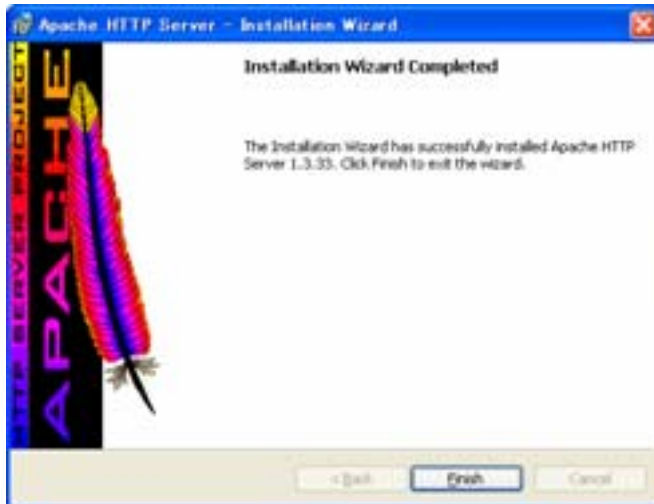 Apache HTTP Server - Installation Wizard
HTTP SERVER PROJECT
APACHE
Installation Wizard Completed
The Installation Wizard has successfully installed Apache HTTP
Server 1.3.33. Click Finish to exit the wizard.
< Back
Finish
Cancel